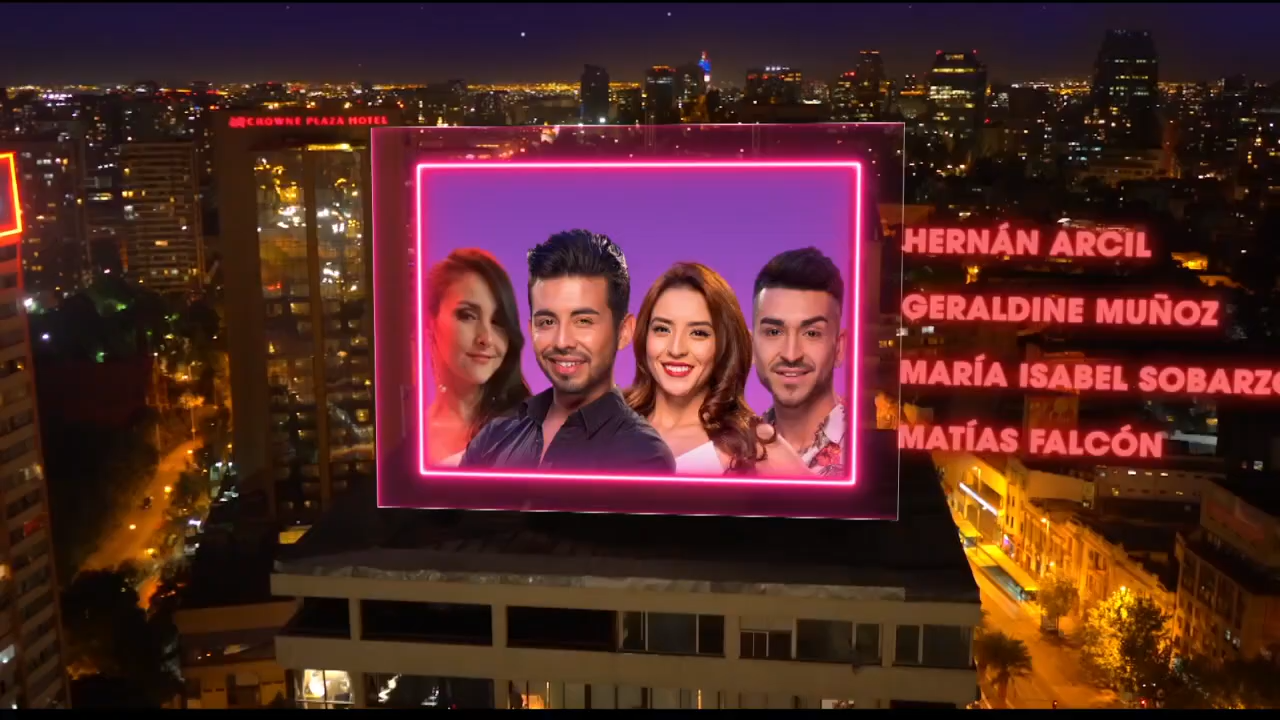 CROWNE PLAZA HOTEL
HERNÁN ARCIL
GERALDINE MUÑOZ
MARÍA ISABEL SOBARZO
MATÍAS FALCÓN